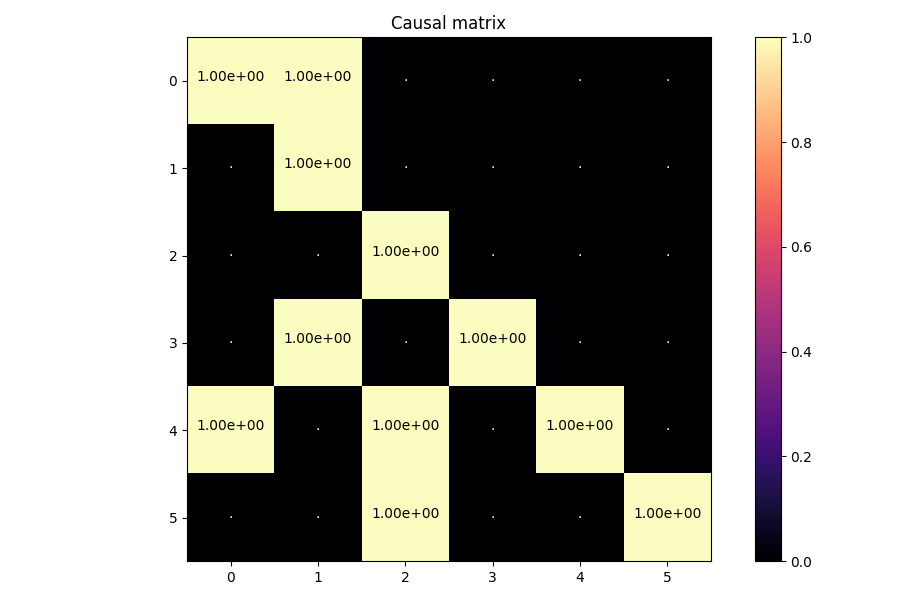 Causal matrix
0 1.00e+00 1.00e+00 . . . .
1 . 1.00e+00 . . . .
2 . . 1.00e+00 . . .
3 . 1.00e+00 . 1.00e+00 . .
4 1.00e+00 . 1.00e+00 . 1.00e+00 .
5 . . 1.00e+00 . . 1.00e+00
0 1 2 3 4 5
1.0
0.8
0.6
0.4
0.2
0.0